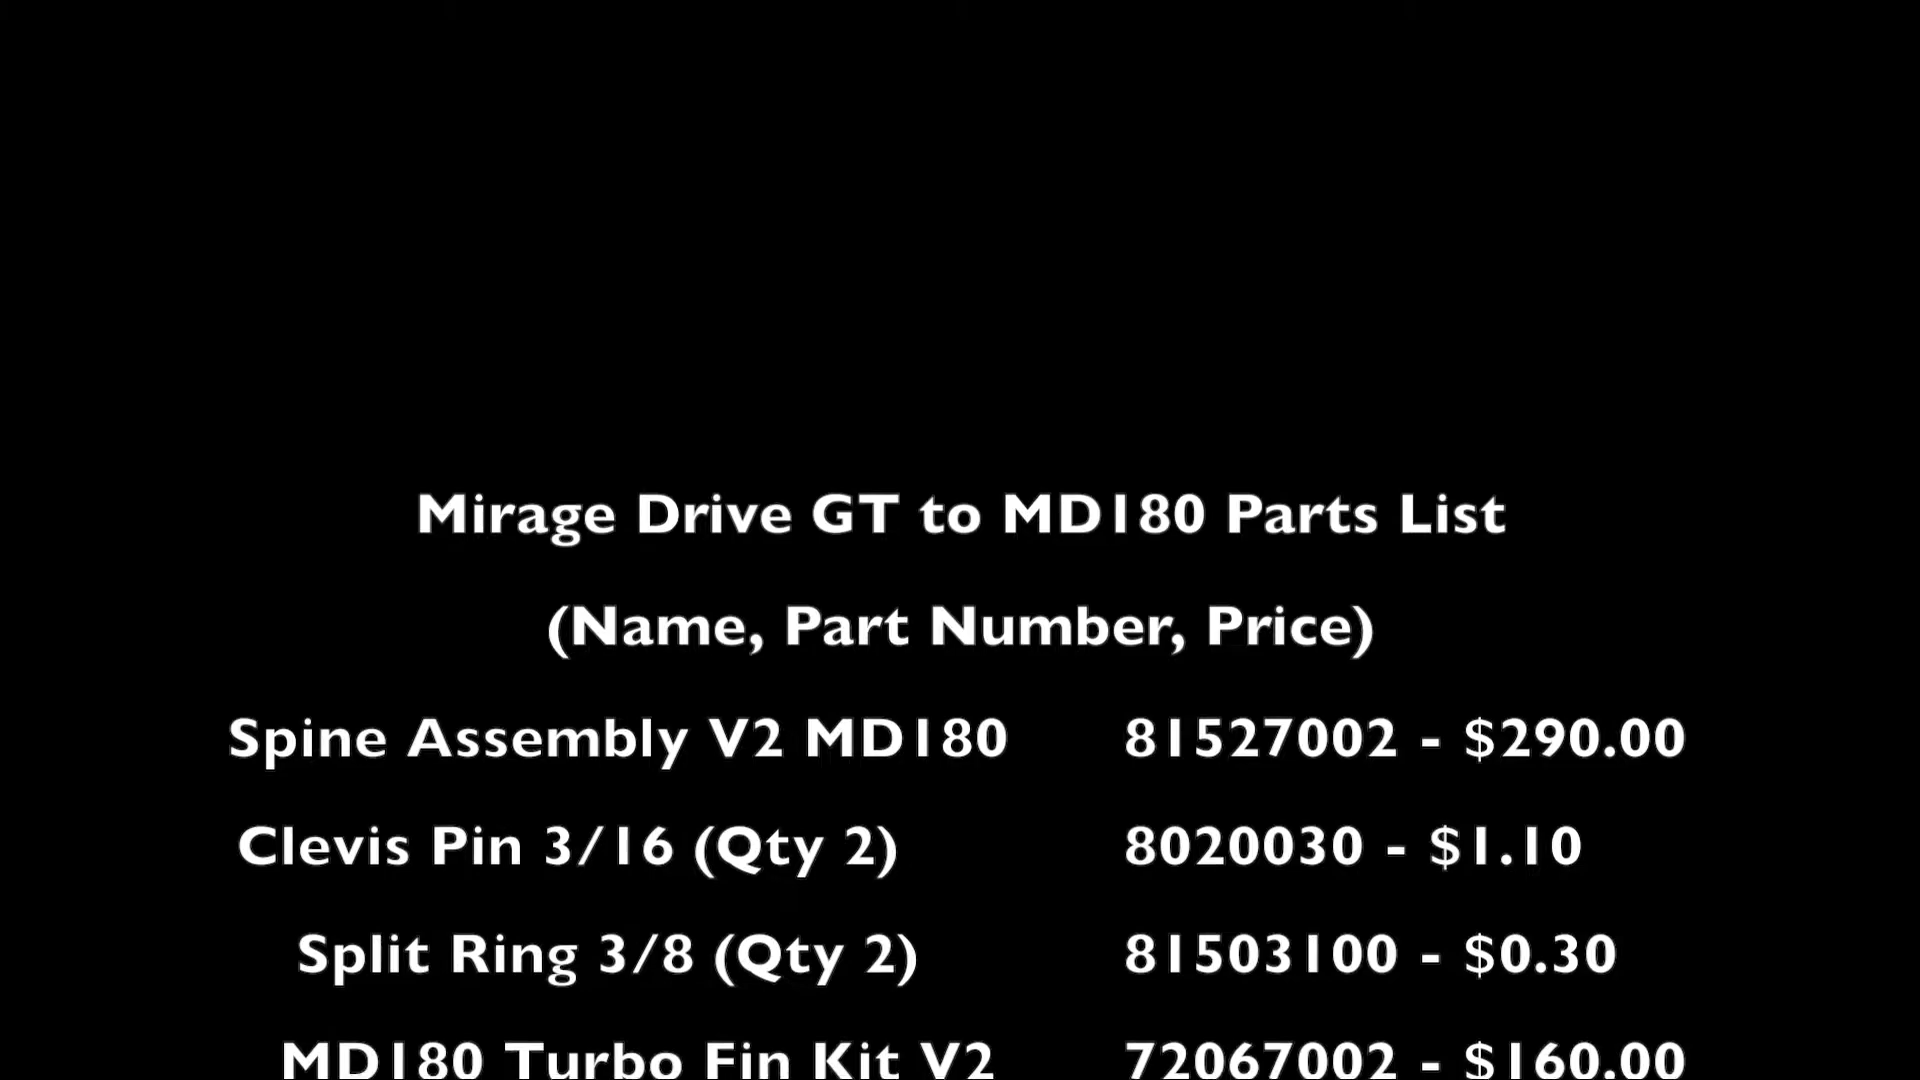 Mirage Drive GT to MD180 Parts List
(Name, Part Number, Price)
Spine Assembly V2 MD180 81527002 - $290.00
Clevis Pin 3/16 (Qty 2) 8020030 - $1.10
Split Ring 3/8 (Qty 2) 81503100 - $0.30
MD180 Turbo Fin Kit V2 72067002 - $160.00